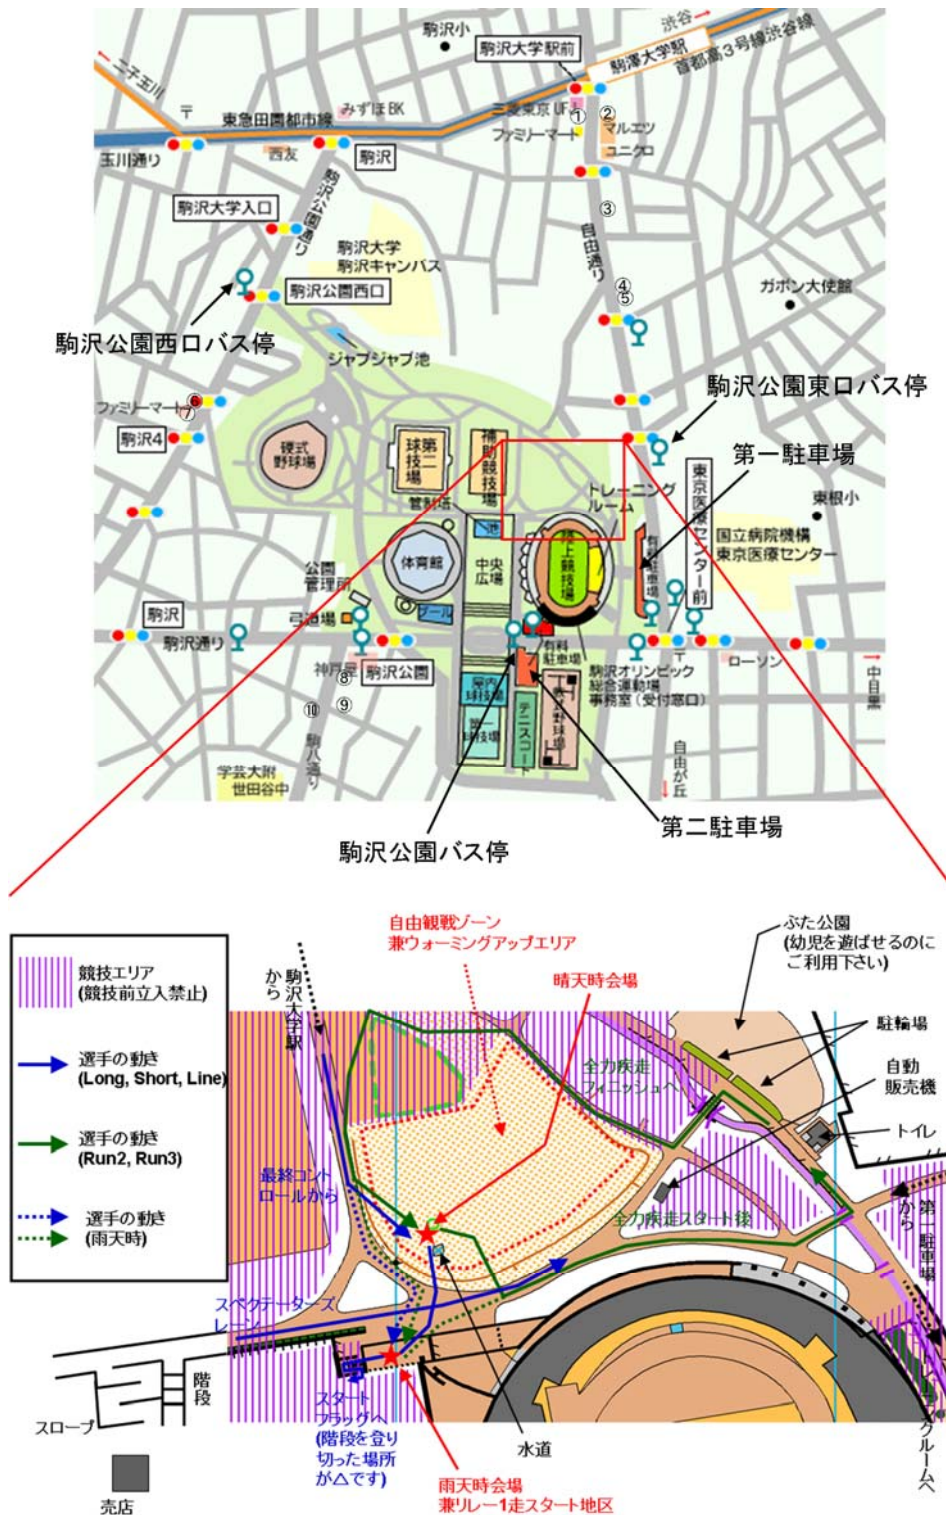 渋谷→
駒沢小
駒沢大学駅前
駒澤大学駅
首都高3号線渋谷線
←二子玉川
〒
東急田園都市線
みずほBK
三菱東京UFJ
①
②
ファミリーマート
マルエツ
ユニクロ
玉川通り
西友
駒沢
③
駒沢公園通り
駒沢大学入口
自由通り
駒沢大学
駒沢キャンパス
④
⑤
ガボン大使館
駒沢公園西口
駒沢公園西口バス停
ジャブジャブ池
駒沢公園東口バス停
⑥
ファミリーマート
⑦
駒沢4
硬式
野球場
第二
球技場
補助競技場
第一駐車場
トレーニング
ルーム
東京医療センター前
東根小
管制塔
池
国立病院機構
東京医療センター
体育館
中央
広場
陸上競技場
有料駐車場
公園
管理所
プール
弓道場
駒沢
駒沢通り
有料
駐車場
神戸屋
⑧
駒沢公園
〒
ローソン
駒沢オリンピック
総合運動場
事務室(受付窓口)
→
中目黒
屋内
球技場
⑩
⑨
駒八通り
第一
球技場
テニスコート
軟式野球場
学芸大附
世田谷中
自由が丘
→
第二駐車場
駒沢公園バス停
競技エリア
(競技前立入禁止)
選手の動き
(Long, Short, Line)
選手の動き
(Run2, Run3)
選手の動き
(雨天時)
駒沢大学駅
から
自由観戦ゾーン
兼ウォーミングアップエリア
晴天時会場
ぶた公園
(幼児を遊ばせるのに
ご利用下さい)
駐輪場
自動
販売機
トイレ
全力疾走
フィニッシュへ
最終コント
ロールから
全力疾走スタート後
第一駐車場
から
スペクテーターズ
レーン
階段
スロープ
スタート
フラッグへ
(階段を登り
切った場所
が△です)
水道
雨天時会場
兼リレー1走スタート地区
売店
グルームへ